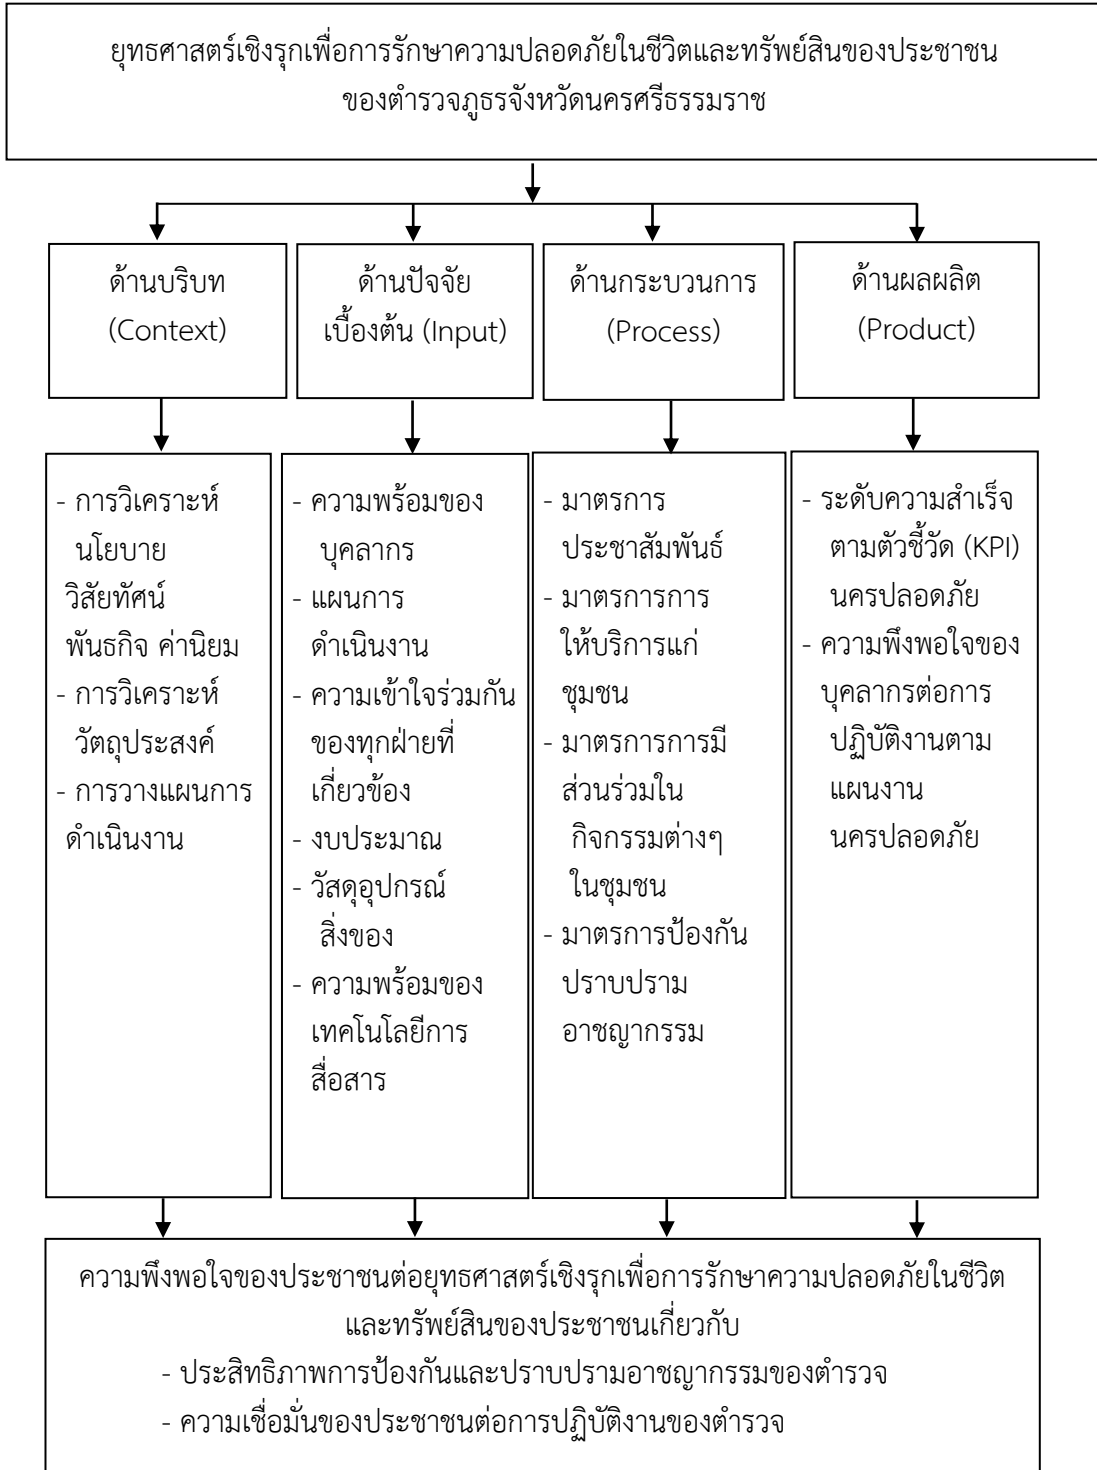 ยุทธศาสตร์เชิงรุกเพื่อการรักษาความปลอดภัยในชีวิตและทรัพย์สินของประชาชน
ของตำรวจภูธรจังหวัดนครศรีธรรมราช
ด้านบริบท
(Context)
ด้านปัจจัย
เบื้องต้น (Input)
ด้านกระบวนการ
(Process)
ด้านผลผลิต
(Product)
- การวิเคราะห์
นโยบาย
วิสัยทัศน์
พันธกิจ ค่านิยม
- การวิเคราะห์
วัตถุประสงค์
- การวางแผนการ
ดำเนินงาน
- ความพร้อมของ
บุคลากร
- แผนการ
ดำเนินงาน
- ความเข้าใจร่วมกัน
ของทุกฝ่ายที่
เกี่ยวข้อง
- งบประมาณ
- วัสดุอุปกรณ์
สิ่งของ
- ความพร้อมของ
เทคโนโลยีการ
สื่อสาร
- มาตรการ
ประชาสัมพันธ์
- มาตรการการ
ให้บริการแก่
ชุมชน
- มาตรการการมี
ส่วนร่วมใน
กิจกรรมต่างๆ
ในชุมชน
- มาตรการป้องกัน
ปราบปราม
อาชญากรรม
- ระดับความสำเร็จ
ตามตัวชี้วัด (KPI)
นครปลอดภัย
- ความพึงพอใจของ
บุคลากรต่อการ
ปฏิบัติงานตาม
แผนงาน
นครปลอดภัย
ความพึงพอใจของประชาชนต่อยุทธศาสตร์เชิงรุกเพื่อการรักษาความปลอดภัยในชีวิต
และทรัพย์สินของประชาชนเกี่ยวกับ
- ประสิทธิภาพการป้องกันและปราบปรามอาชญากรรมของตำรวจ
- ความเชื่อมั่นของประชาชนต่อการปฏิบัติงานของตำรวจ